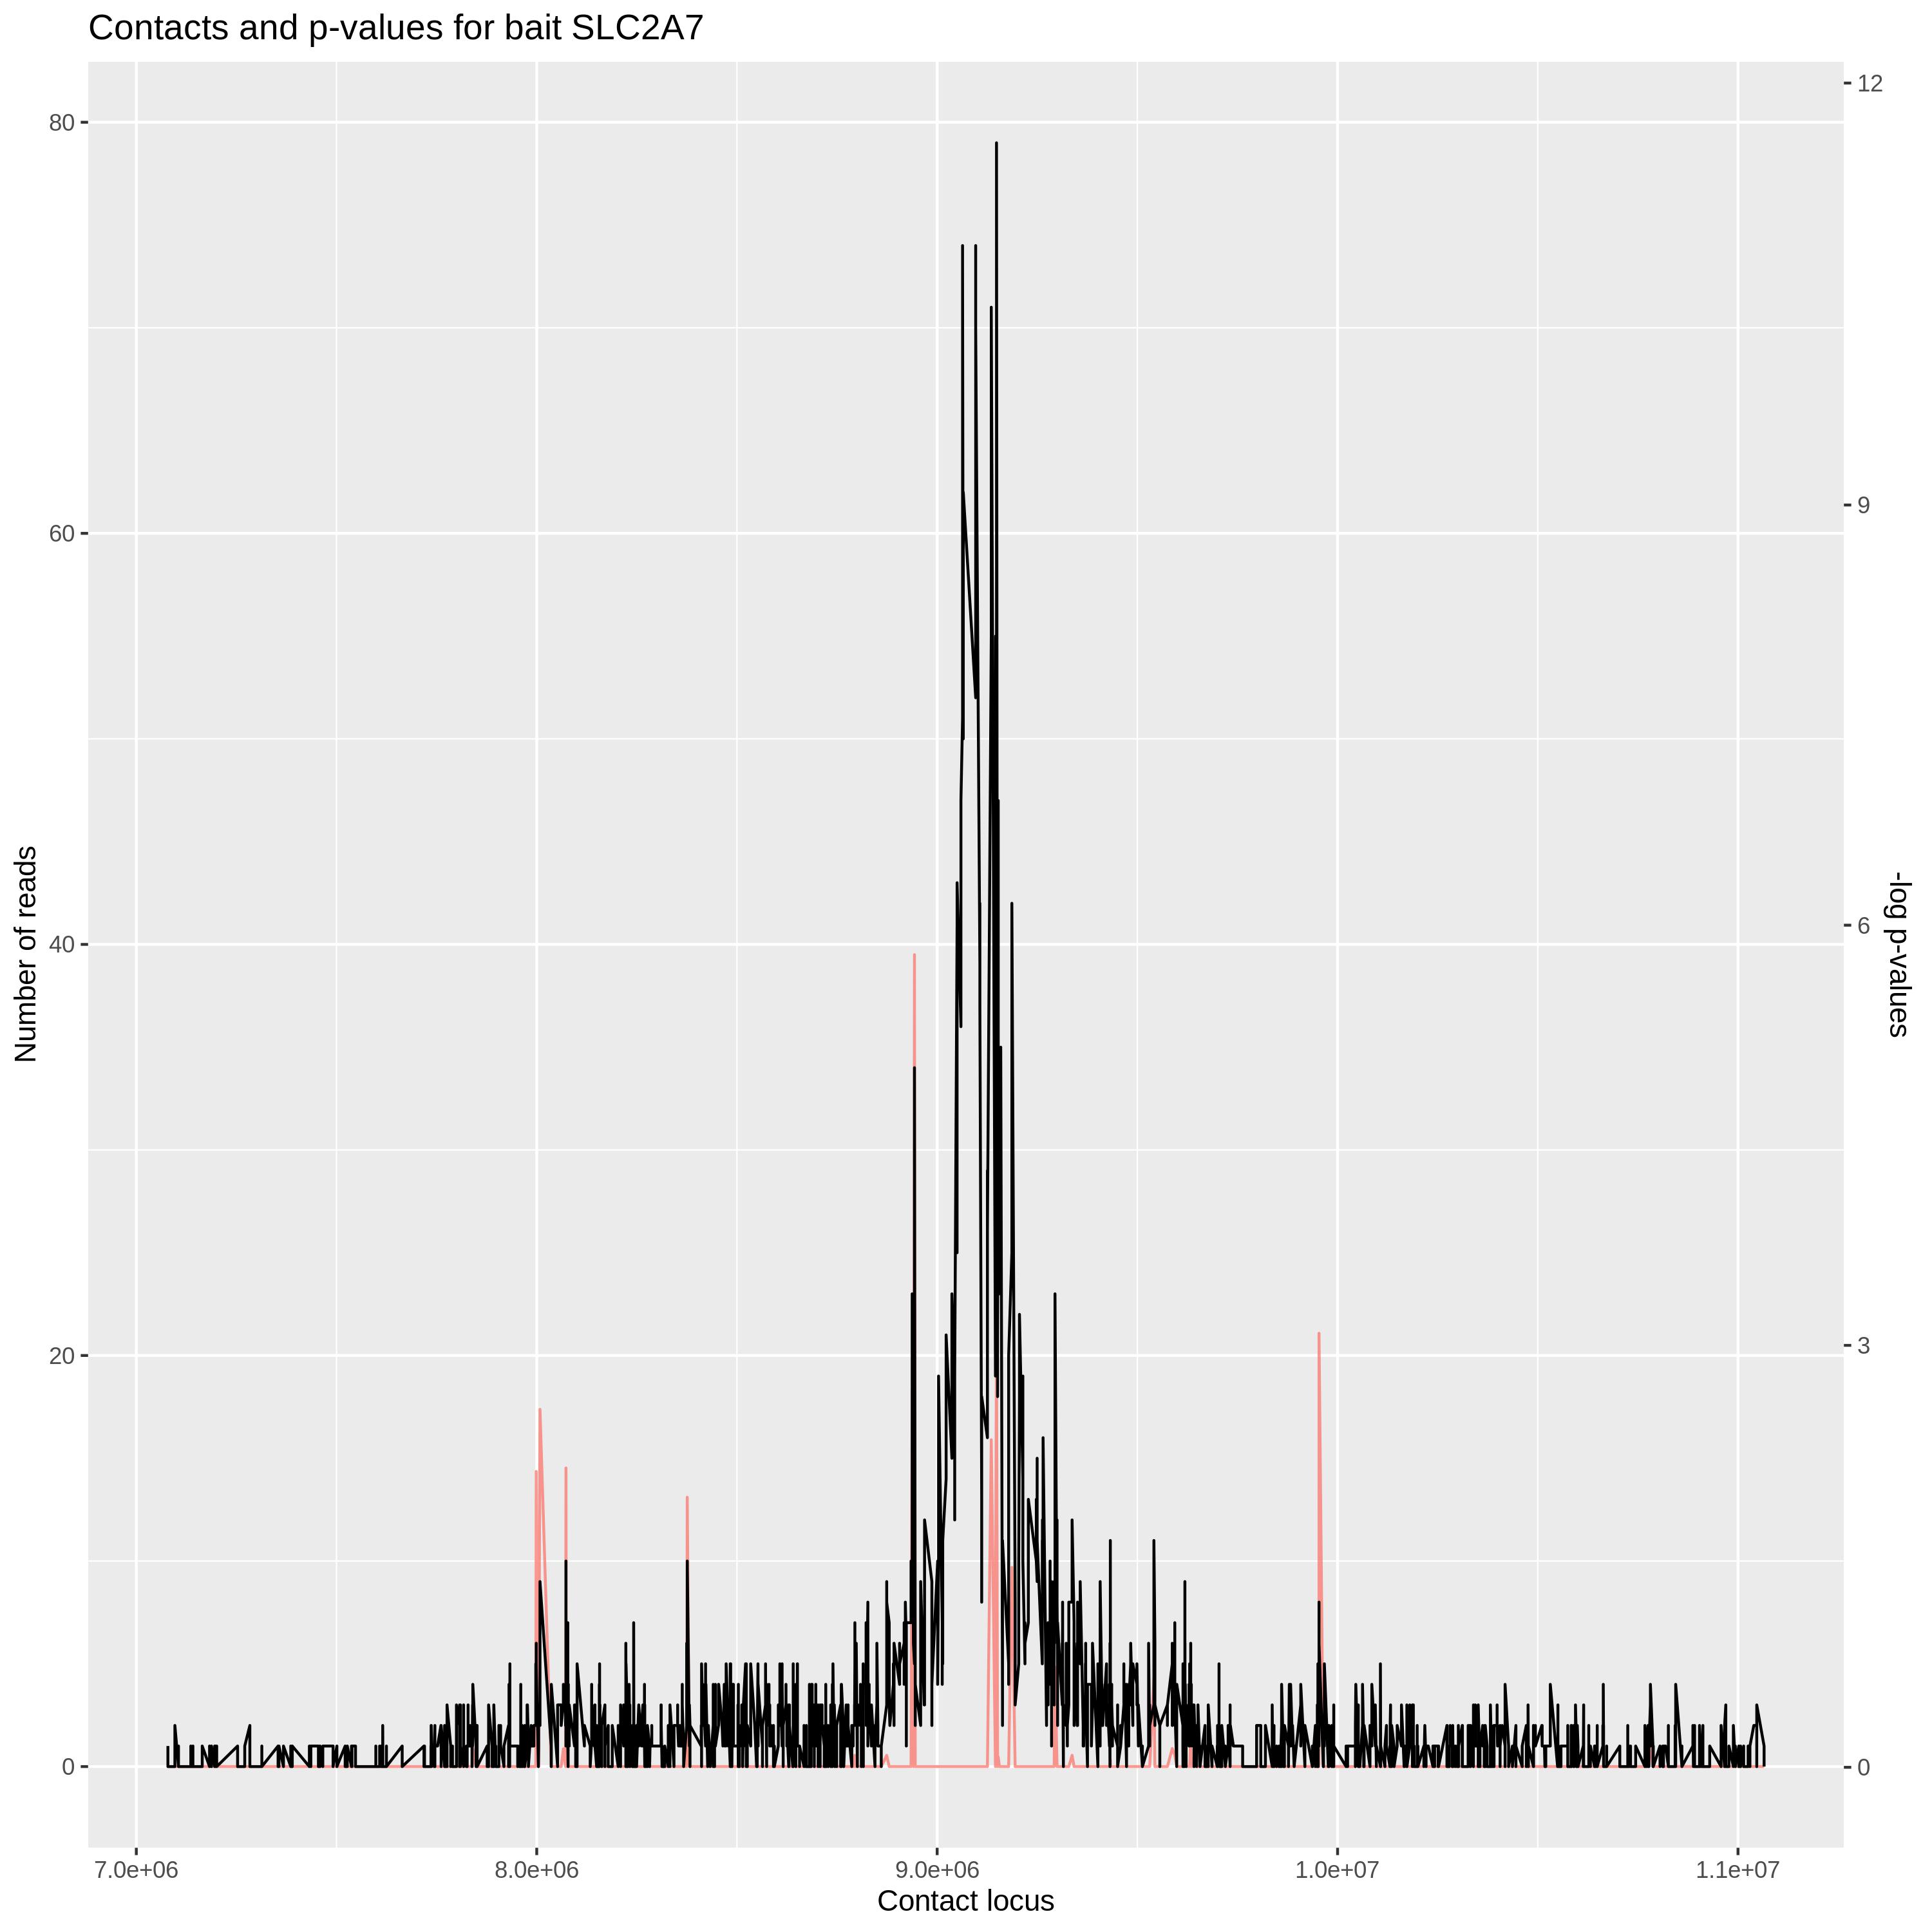 Contacts and p-values for bait SLC2A7
80
60
40
20
0
Number of reads
12
9
6
3
0
-log p-values
7.0e+06 8.0e+06 9.0e+06 1.0e+07 1.1e+07
Contact locus